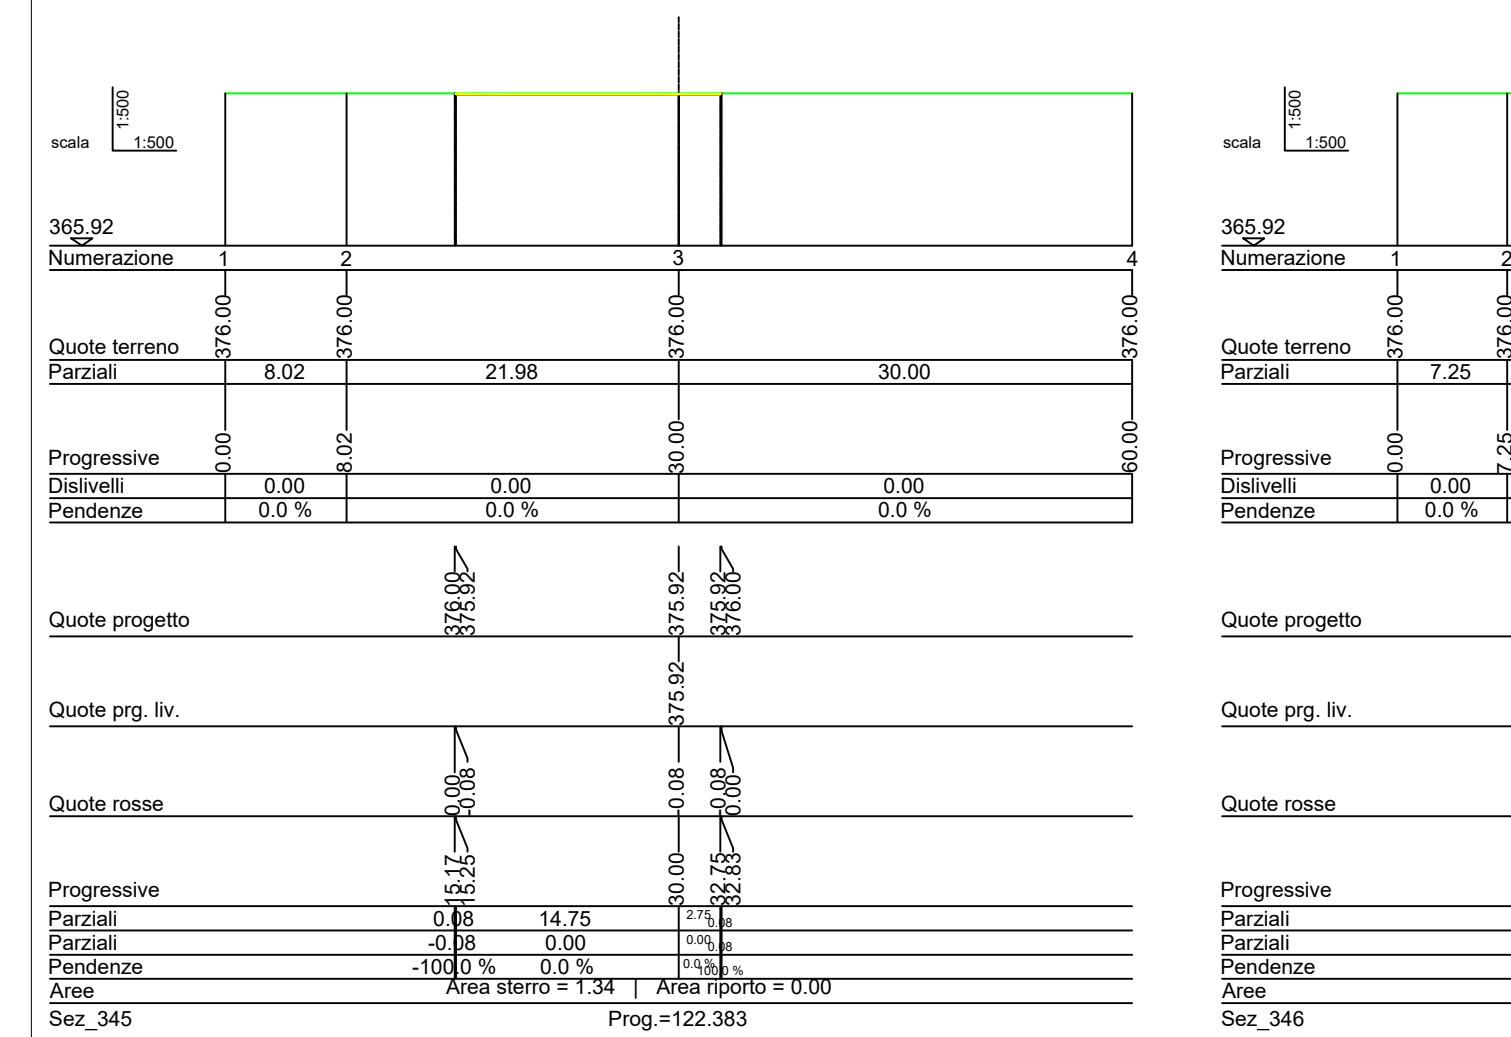 1:500
scala 1:500
365.92
Numerazione 1 2 3 4
Quote terreno 376.00 376.00 376.00 376.00
Parziali 8.02 21.98 30.00
Progressive 0.00 8.02 30.00 60.00
Dislivelli 0.00 0.00 0.00
Pendenze 0.0 % 0.0 % 0.0 %
Quote progetto 376.00 375.92 375.92 375.92 376.00
Quote prg. liv. 375.92
Quote rosse 0.00 -0.08 -0.08 -0.08 0.00
Progressive 15.17 15.25 30.00 32.75 32.83
Parziali 0.08 14.75 2.75 0.08
Parziali -0.08 0.00 0.00 0.08
Pendenze -100.0 % 0.0 % 0.0 % 100.0 %
Aree Area sterro = 1.34 | Area riporto = 0.00
Sez_345 Prog.=122.383
1:500
scala 1:500
365.92
Numerazione 1 2
Quote terreno 376.00 376.00
Parziali 7.25
Progressive 0.00 7.25
Dislivelli 0.00
Pendenze 0.0 %
Quote progetto
Quote prg. liv.
Quote rosse
Progressive
Parziali
Parziali
Pendenze
Aree
Sez_346